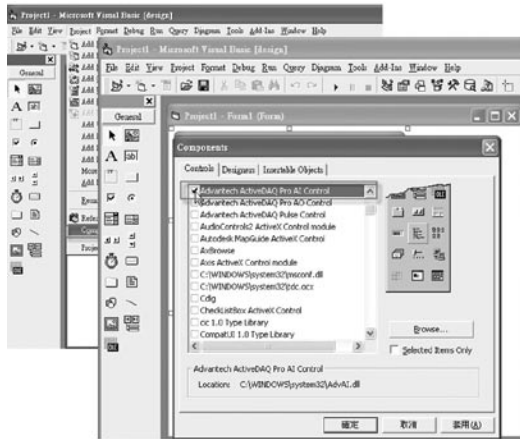 Project1 - Microsoft Visual Basic [design]
File Edit View Project Format Debug Run Query Diagram Tools Add-Ins Window Help
General
Project1 - Microsoft Visual Basic [design]
File Edit View Project Format Debug Run Query Diagram Tools Add-Ins Window Help
General
Project1 - Form1 (Form)
Components
Controls
Designers
Insertable Objects
Advantech ActiveDAQ Pro AI Control
Advantech ActiveDAQ Pro AO Control
Advantech ActiveDAQ Pulse Control
AudioControls2 ActiveX Control module
Autodesk MapGuide ActiveX Control
AxBrowse
Axis ActiveX Control module
C:\WINDOWS\system32\msconf.dll
C:\WINDOWS\system32\tdc.ocx
Cdlg
CheckListBox ActiveX Control
cic 1.0 Type Library
CompatUI 1.0 Type Library
Browse...
Selected Items Only
Advantech ActiveDAQ Pro AI Control
Location: C:\WINDOWS\system32\AdvAI.dll
確定
取消
套用(A)